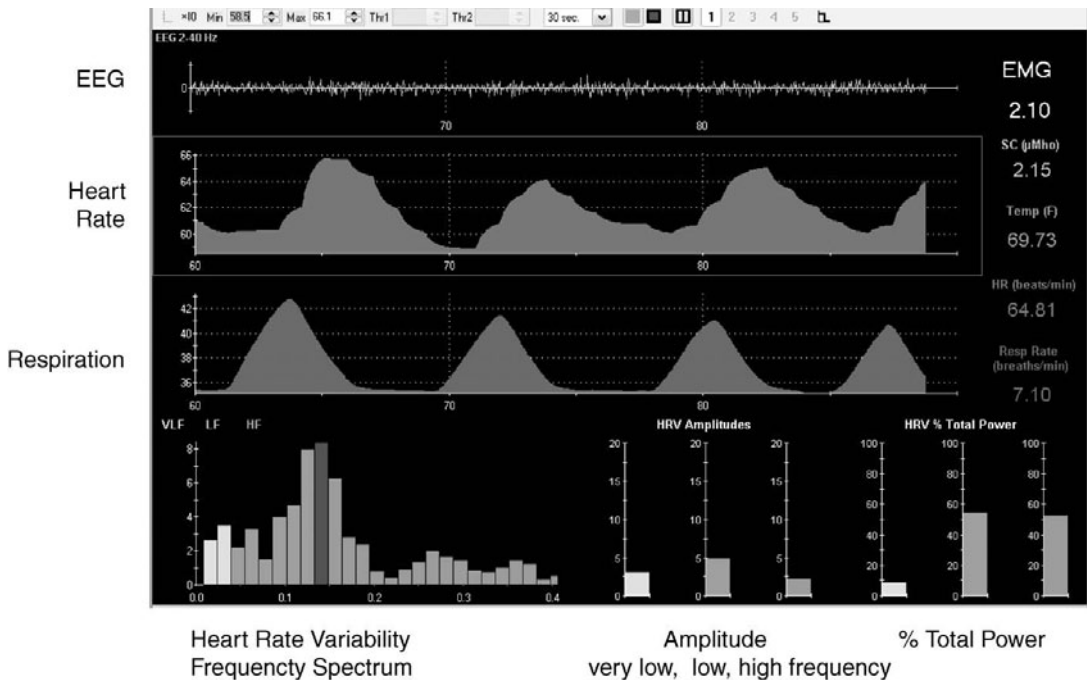 ×10 Min 58.5 Max 66.1 Thr1 Thr2 30 sec. 1 2 3 4 5
EEG 2-40 Hz
EEG
0
70 80
EMG
2.10
Heart
Rate
66
64
62
60
60 70 80
SC (µMho)
2.15
Temp (F)
69.73
Respiration
42
40
38
36
60 70 80
HR (beats/min)
64.81
Resp Rate
(breaths/min)
7.10
VLF LF HF
8
6
4
2
0
0.0 0.1 0.2 0.3 0.4
HRV Amplitudes
20 20 20
15 15 15
10 10 10
5 5 5
0 0 0
HRV % Total Power
100 100 100
80 80 80
60 60 60
40 40 40
20 20 20
0 0 0
Heart Rate Variability
Frequencty Spectrum
Amplitude
very low, low, high frequency
% Total Power